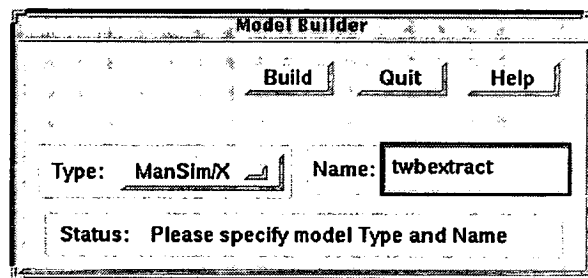 Model Builder
Build Quit Help
Type: ManSim/X Name: twbextract
Status: Please specify model Type and Name